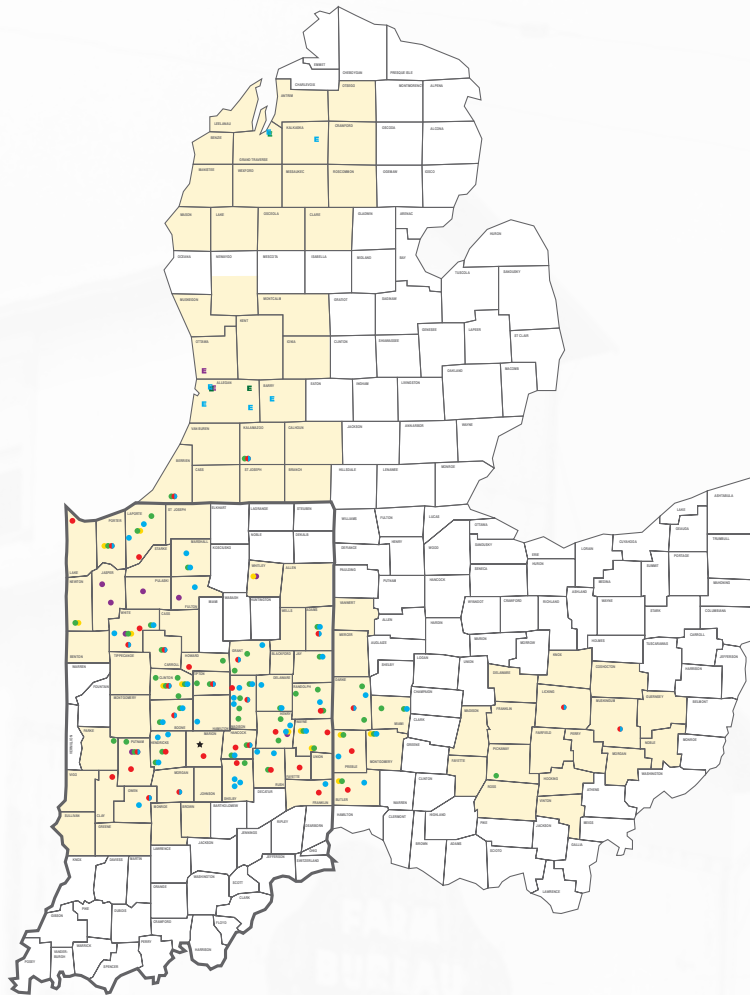 EMMET
CHEBOYGAN
PRESQUE ISLE
CHARLEVOIX
ANTRIM
OTSEGO
MONTMORENCY
ALPENA
LEELANAU
BENZIE
GRAND TRAVERSE
KALKASKA
CRAWFORD
OSCODA
ALCONA
E
E
MANISTEE
WEXFORD
MISSAUKEE
ROSCOMMON
OGEMAW
IOSCO
MASON
LAKE
OSCEOLA
CLARE
GLADWIN
ARENAC
HURON
OCEANA
NEWAYGO
MECOSTA
ISABELLA
MIDLAND
BAY
TUSCOLA
SANILAC
MUSKEGON
MONTCALM
GRATIOT
SAGINAW
KENT
OTTAWA
IONIA
CLINTON
SHIAWASSEE
GENESEE
LAPEER
ST CLAIR
E
ALLEGAN
BARRY
EATON
INGHAM
LIVINGSTON
OAKLAND
MACOMB
E
E
E
E
E
VAN BUREN
KALAMAZOO
CALHOUN
JACKSON
WASHTENAW
WAYNE
BERRIEN
CASS
ST JOSEPH
BRANCH
HILLSDALE
LENAWEE
MONROE
LAKE
PORTER
LAPORTE
ST. JOSEPH
ELKHART
LAGRANGE
STEUBEN
NOBLE
DEKALB
STARKE
MARSHALL
KOSCIUSKO
WHITLEY
ALLEN
NEWTON
JASPER
PULASKI
FULTON
MIAMI
WABASH
HUNTINGTON
WELLS
ADAMS
BENTON
WHITE
CASS
CARROLL
HOWARD
GRANT
BLACKFORD
JAY
WARREN
TIPPECANOE
CLINTON
TIPTON
DELAWARE
RANDOLPH
FOUNTAIN
MONTGOMERY
BOONE
HAMILTON
MADISON
HENRY
WAYNE
VERMILLION
PARKE
PUTNAM
HENDRICKS
MARION
HANCOCK
RUSH
FAYETTE
UNION
VIGO
CLAY
OWEN
MORGAN
JOHNSON
SHELBY
DECATUR
FRANKLIN
SULLIVAN
GREENE
MONROE
BROWN
BARTHOLOMEW
JENNINGS
RIPLEY
DEARBORN
OHIO
SWITZERLAND
JEFFERSON
JACKSON
LAWRENCE
KNOX
DAVIESS
MARTIN
ORANGE
WASHINGTON
SCOTT
CLARK
FLOYD
HARRISON
CRAWFORD
DUBOIS
PIKE
GIBSON
POSEY
VANDERBURGH
WARRICK
SPENCER
PERRY
WILLIAMS
FULTON
LUCAS
OTTAWA
ASHTABULA
LAKE
GEAUGA
CUYAHOGA
TRUMBULL
DEFIANCE
HENRY
WOOD
SANDUSKY
ERIE
HURON
LORAIN
MEDINA
SUMMIT
PORTAGE
MAHONING
PAULDING
PUTNAM
HANCOCK
SENECA
ASHLAND
WAYNE
STARK
COLUMBIANA
VAN WERT
ALLEN
HARDIN
WYANDOT
CRAWFORD
RICHLAND
MARION
MORROW
HOLMES
TUSCARAWAS
CARROLL
JEFFERSON
HARRISON
MERCER
AUGLAIZE
SHELBY
LOGAN
UNION
DELAWARE
KNOX
COSHOCTON
LICKING
MUSKINGUM
GUERNSEY
BELMONT
DARKE
MIAMI
CHAMPAIGN
CLARK
MADISON
FRANKLIN
FAIRFIELD
PERRY
MORGAN
NOBLE
MONROE
WASHINGTON
PREBLE
MONTGOMERY
GREENE
FAYETTE
PICKAWAY
HOCKING
ATHENS
BUTLER
WARREN
CLINTON
ROSS
VINTON
MEIGS
HAMILTON
CLERMONT
HIGHLAND
PIKE
JACKSON
GALLIA
BROWN
ADAMS
SCIOTO
LAWRENCE